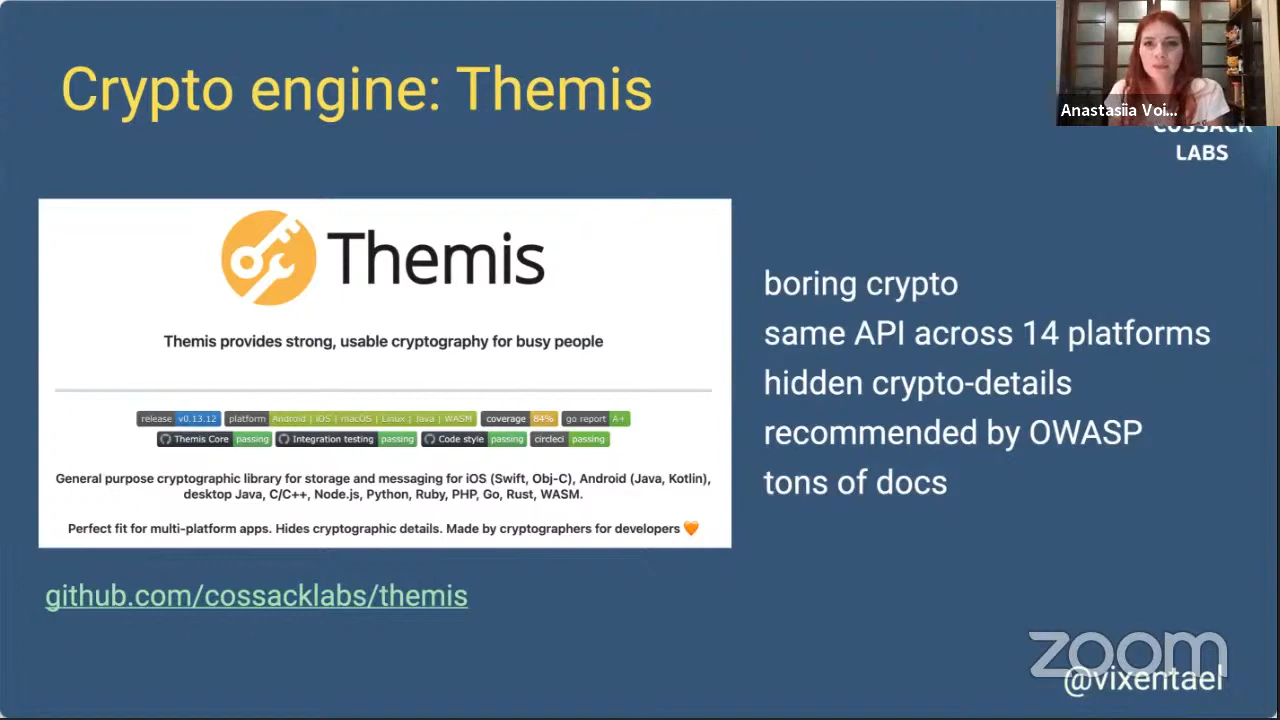 Crypto engine: Themis
Anastasiia Voi...
COSSACK
LABS
Themis
Themis provides strong, usable cryptography for busy people
release v0.13.12 platform Android | iOS | macOS | Linux | Java | WASM coverage 84% go report A+
Themis Core passing Integration testing passing Code style passing circleci passing
General purpose cryptographic library for storage and messaging for iOS (Swift, Obj-C), Android (Java, Kotlin),
desktop Java, C/C++, Node.js, Python, Ruby, PHP, Go, Rust, WASM.
Perfect fit for multi-platform apps. Hides cryptographic details. Made by cryptographers for developers 🧡
boring crypto
same API across 14 platforms
hidden crypto-details
recommended by OWASP
tons of docs
github.com/cossacklabs/themis
zoom
@vixentael